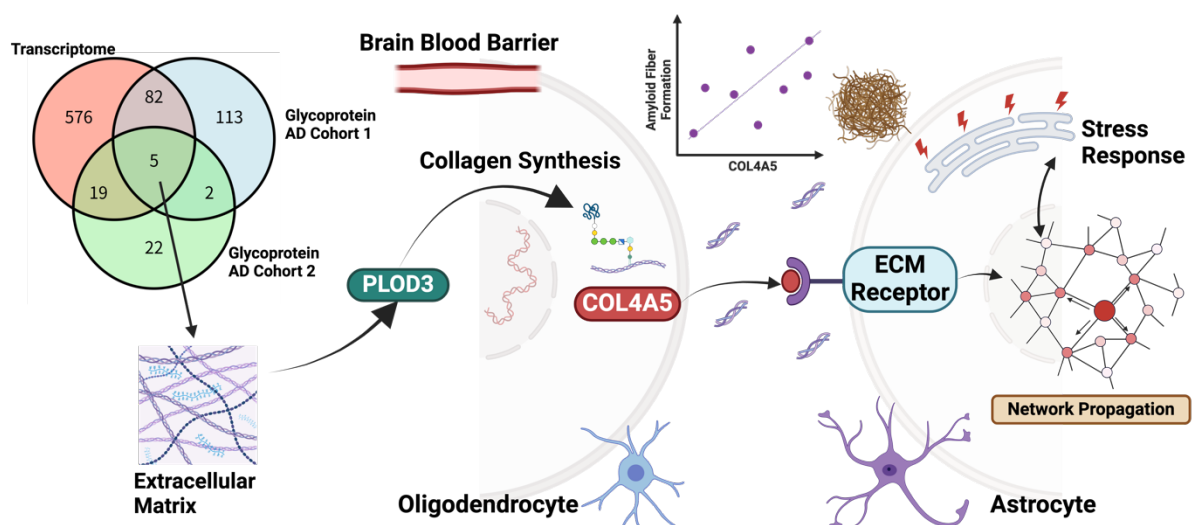 Transcriptome
576
82
113
Glycoprotein
AD Cohort 1
5
19
2
22
Glycoprotein
AD Cohort 2
Extracellular
Matrix
Brain Blood Barrier
Collagen Synthesis
PLOD3
COL4A5
Oligodendrocyte
Amyloid Fiber
Formation
COL4A5
ECM
Receptor
Stress
Response
Network Propagation
Astrocyte